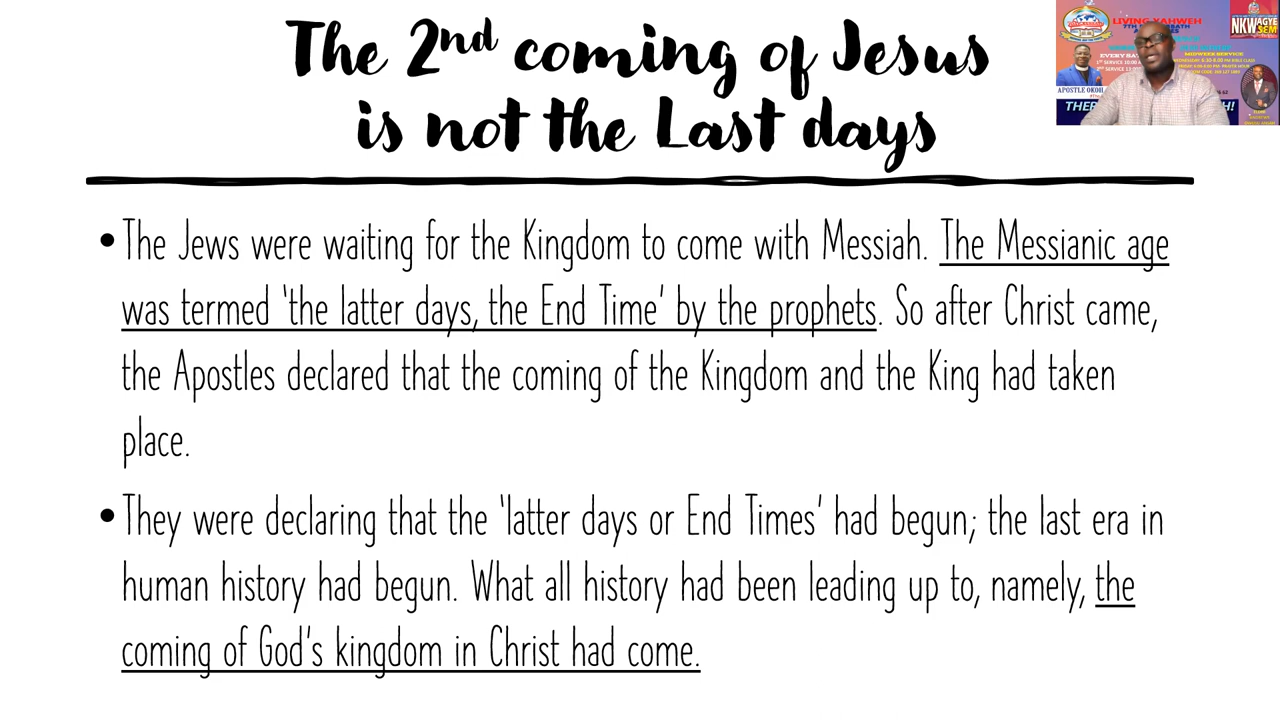 The 2nd coming of Jesus
is not the Last days
•The Jews were waiting for the Kingdom to come with Messiah. The Messianic age
was termed ‘the latter days, the End Time’ by the prophets. So after Christ came,
the Apostles declared that the coming of the Kingdom and the King had taken
place.
•They were declaring that the ‘latter days or End Times’ had begun; the last era in
human history had begun. What all history had been leading up to, namely, the
coming of God's kingdom in Christ had come.
LIVING YAHWEH
NKWAGYE
SEM
MIDWEEK SERVICE
APOSTLE OKOH